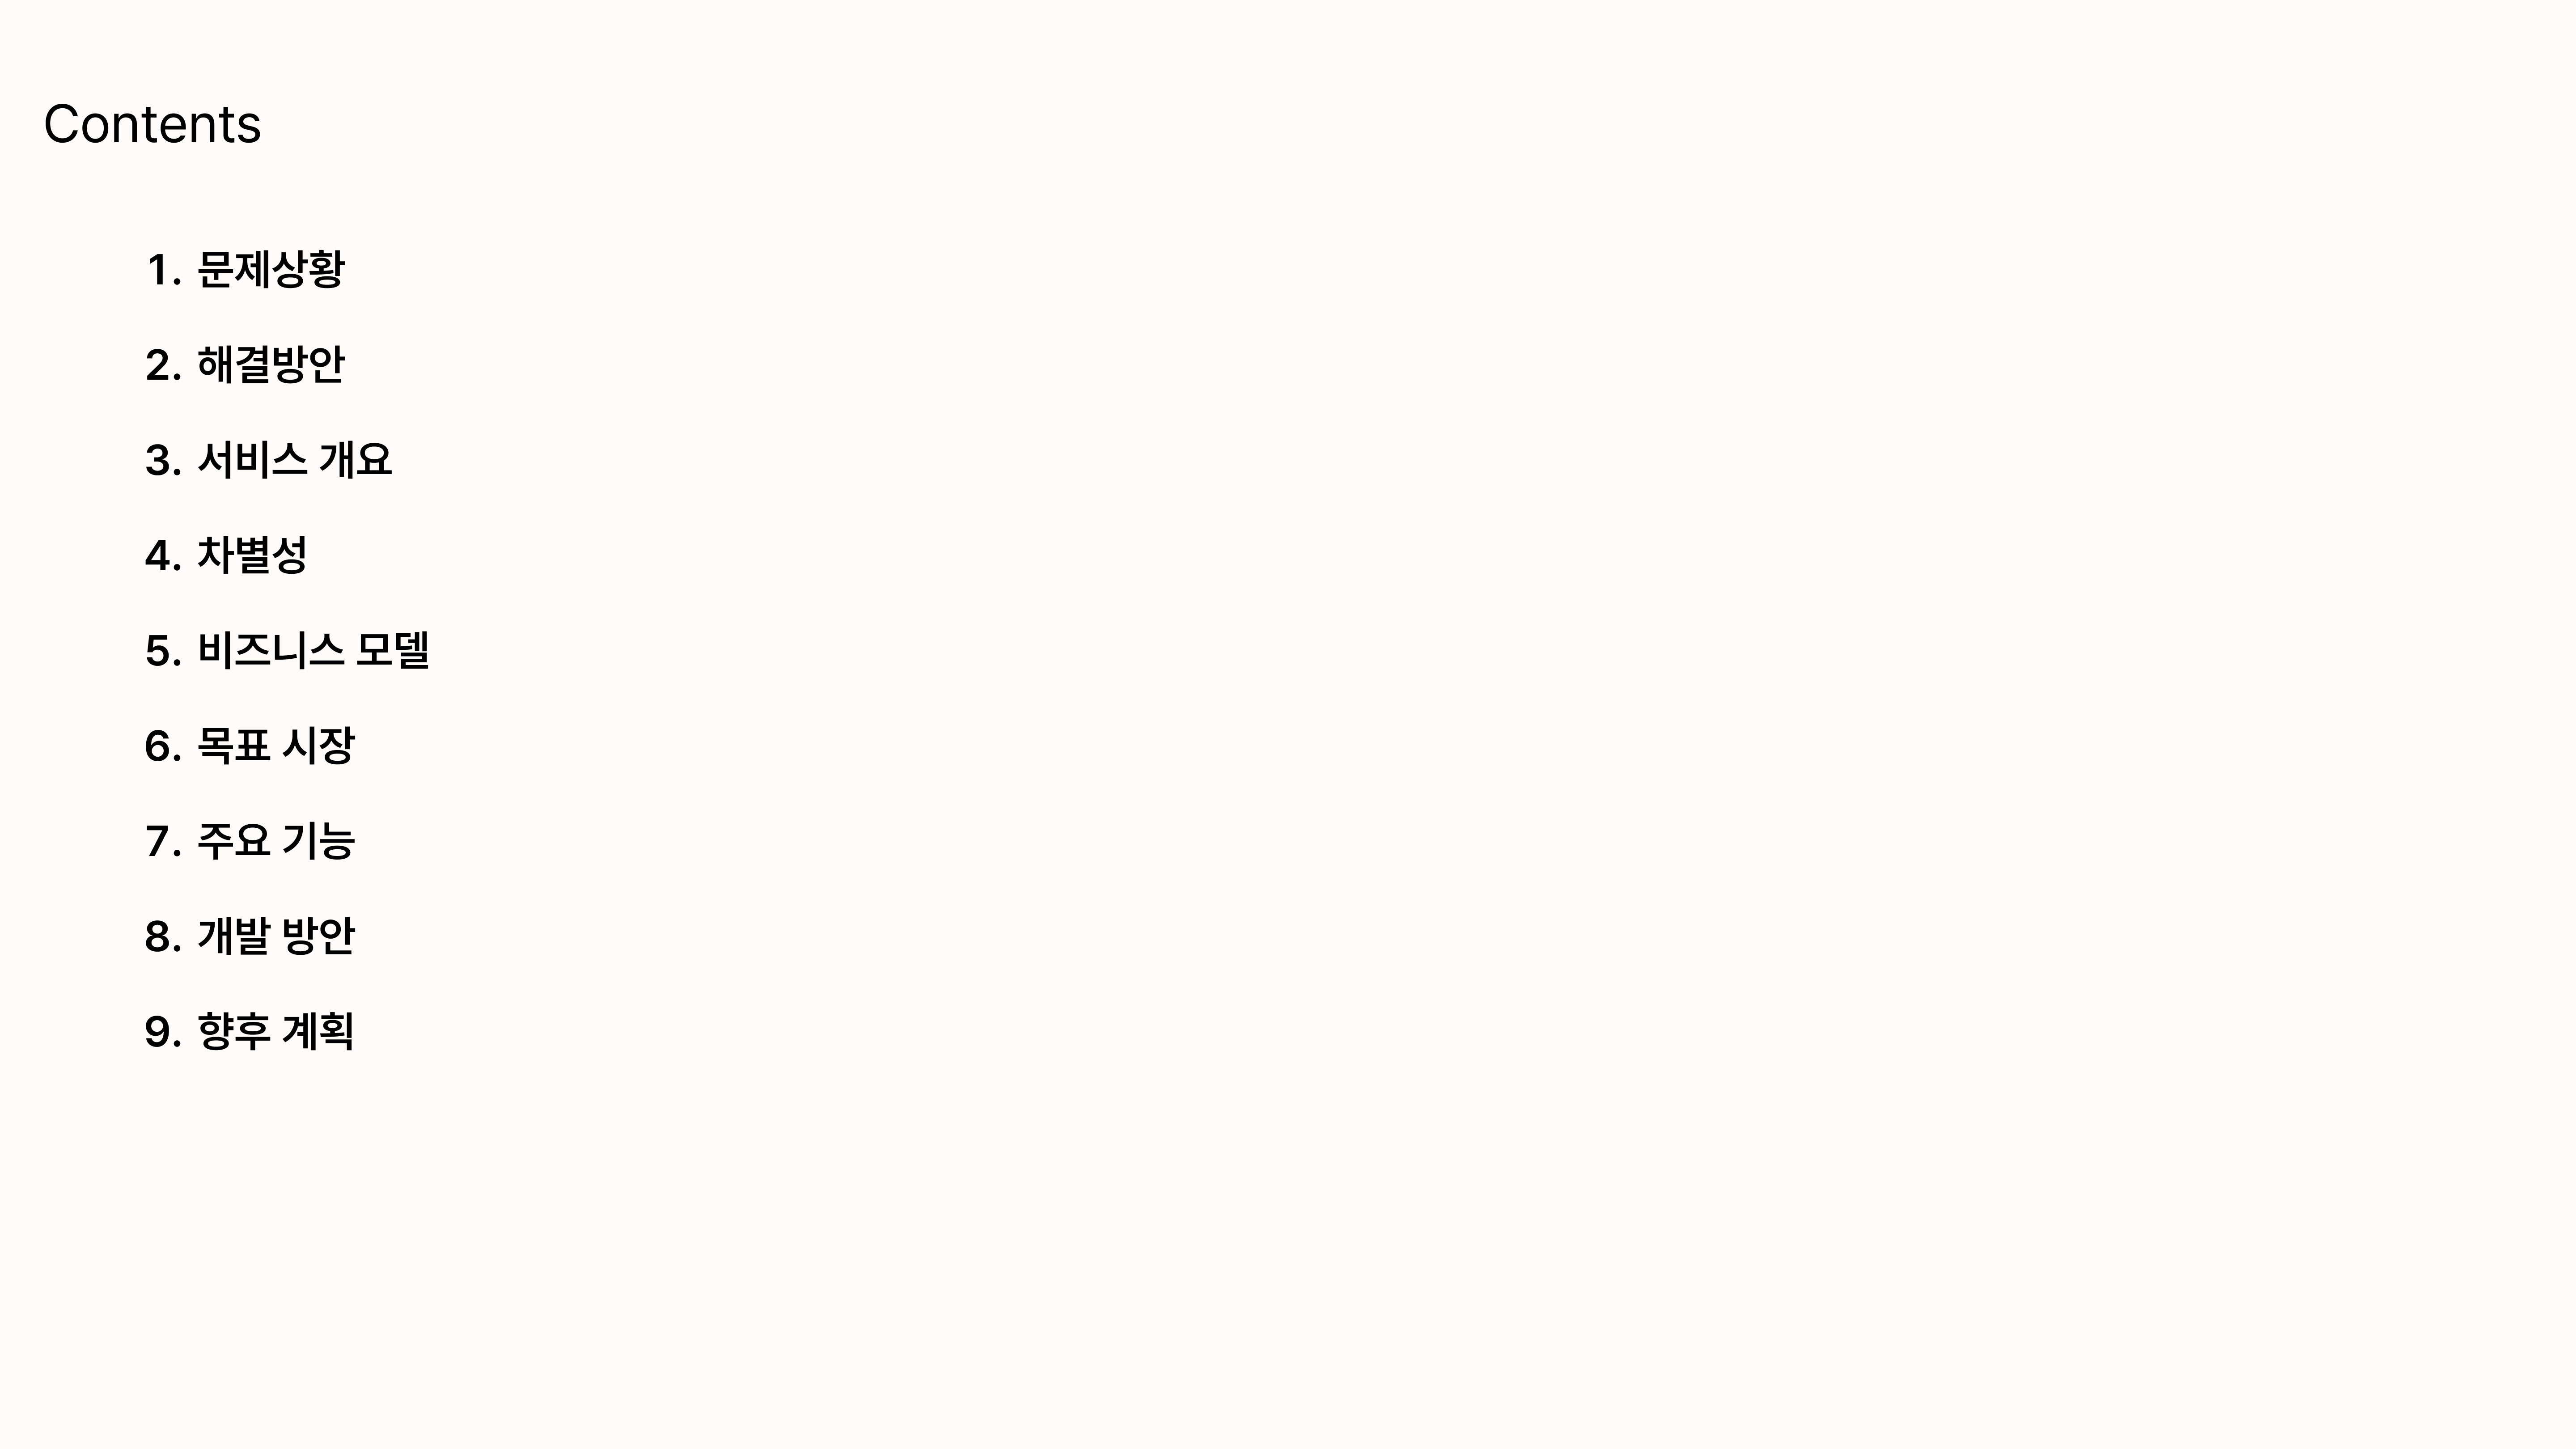 Contents
1. 문제상황
2. 해결방안
3. 서비스 개요
4. 차별성
5. 비즈니스 모델
6. 목표 시장
7. 주요 기능
8. 개발 방안
9. 향후 계획